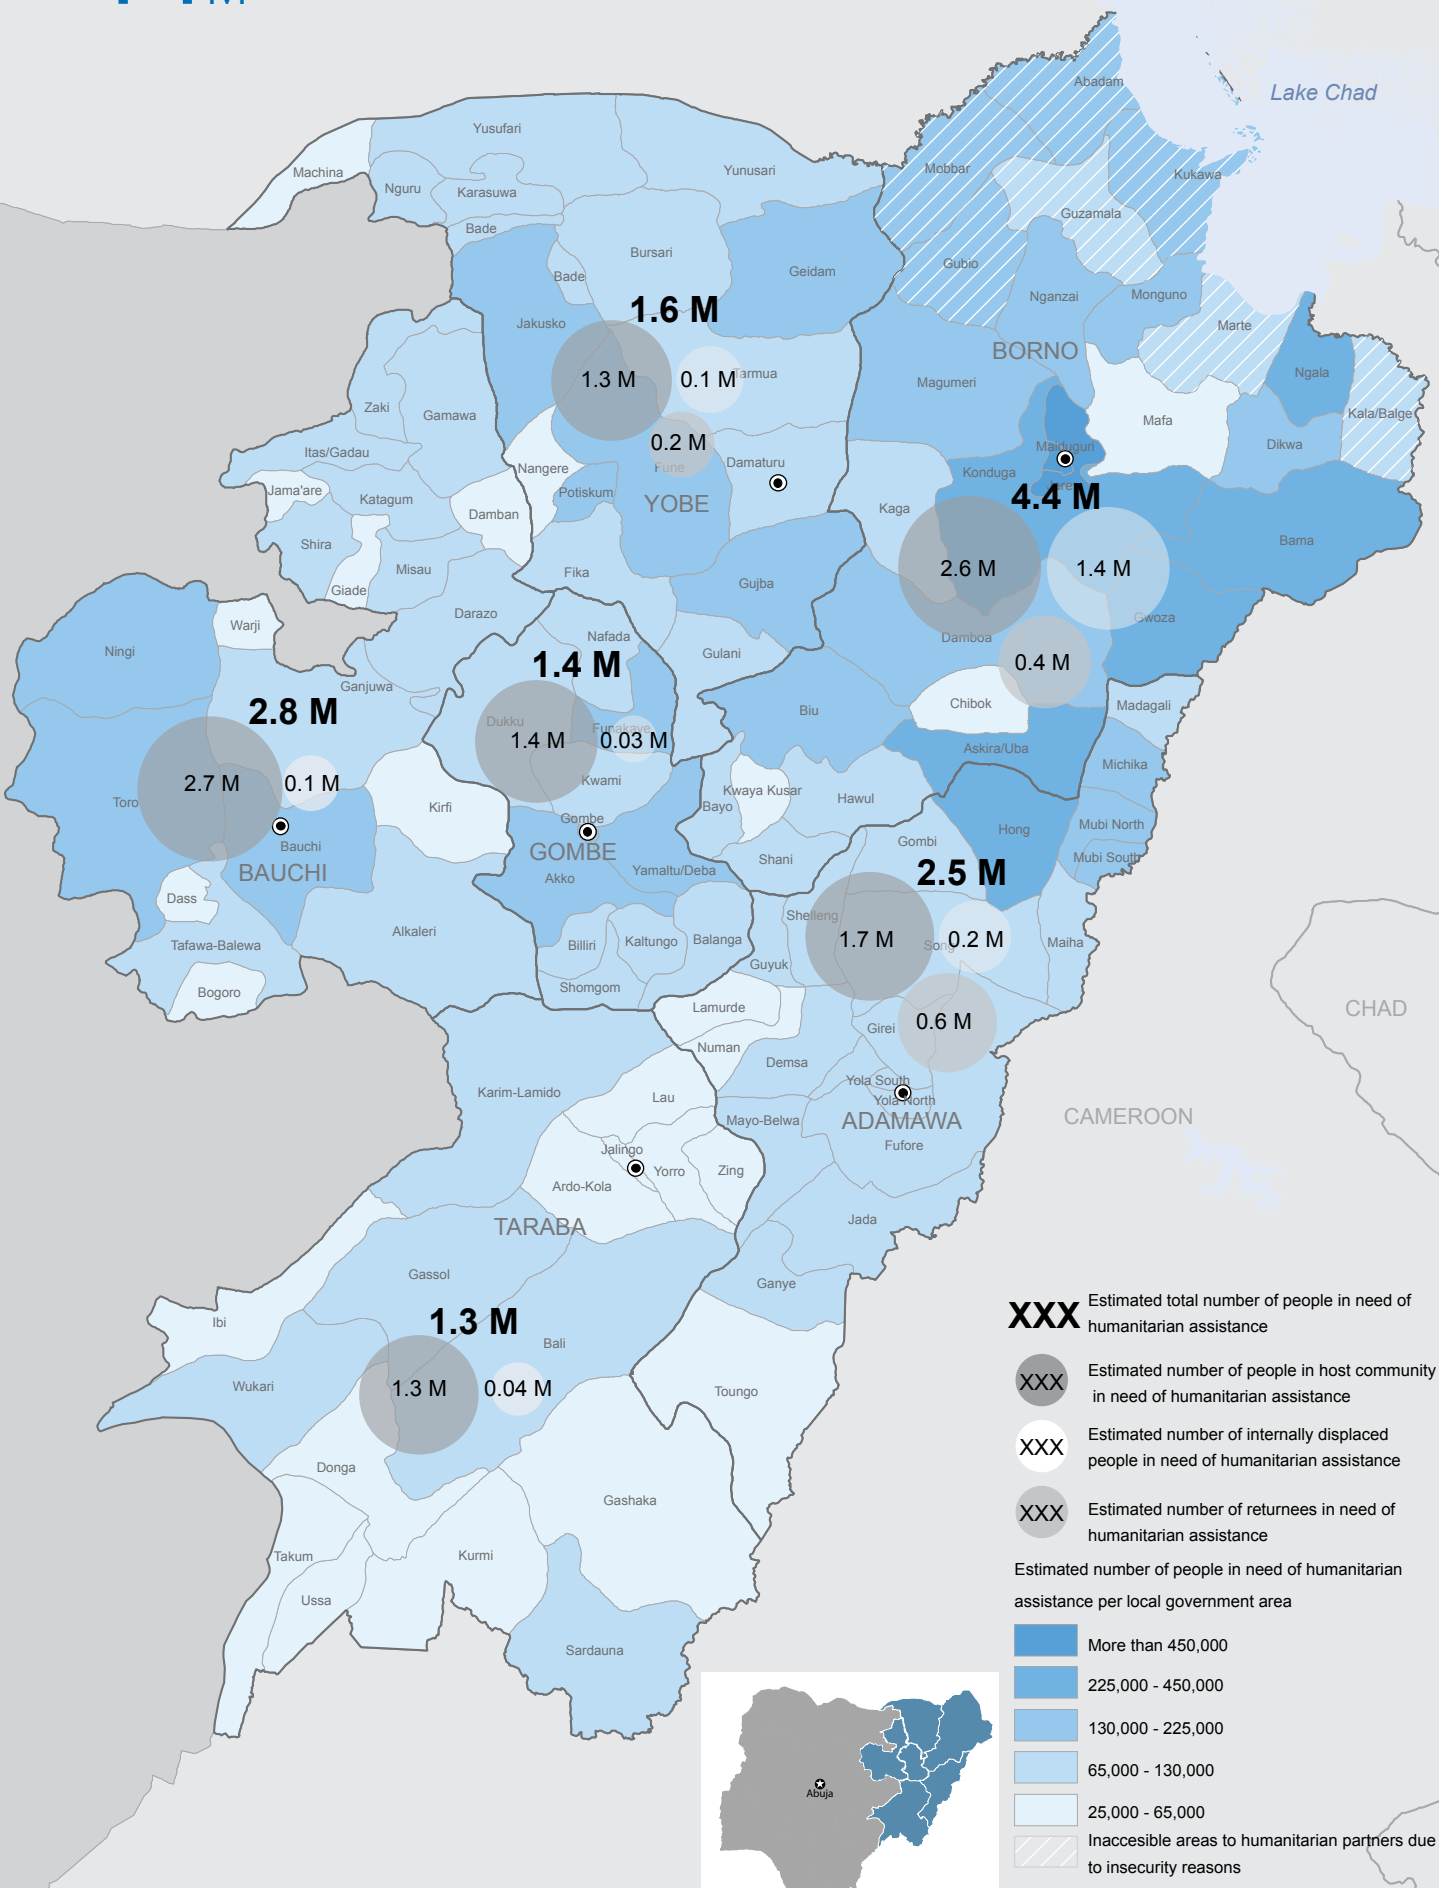 Abadam
Lake Chad
Yusufari
Machina
Yunusari
Mobbar
Kukawa
Nguru
Karasuwa
Guzamala
Bade
Bursari
Gubio
Geidam
Bade
Nganzai
Monguno
1.6 M
Jakusko
Marte
BORNO
1.3 M
0.1 M
Tarmua
Magumeri
Ngala
Zaki
Gamawa
Kala/Balge
Mafa
0.2 M
Maiduguri
Dikwa
Itas/Gadau
Nangere
Fune
Damaturu
Konduga
Jere
Jama'are
Katagum
Potiskum
YOBE
4.4 M
Kaga
Damban
Shira
Bama
Misau
Fika
Gujba
2.6 M
1.4 M
Giade
Darazo
Gwoza
Warji
Nafada
Damboa
Ningi
1.4 M
Gulani
0.4 M
Ganjuwa
Chibok
Madagali
2.8 M
Biu
Dukku
Funakaye
1.4 M
0.03 M
Askira/Uba
Michika
2.7 M
0.1 M
Kwami
Toro
Kirfi
Kwaya Kusar
Bayo
Hawul
Gombe
Hong
Mubi North
Bauchi
GOMBE
Gombi
Shani
Mubi South
BAUCHI
Akko
Yamaltu/Deba
2.5 M
Dass
Shelleng
Alkaleri
1.7 M
Song
0.2 M
Tafawa-Balewa
Billiri
Kaltungo
Balanga
Maiha
Guyuk
Bogoro
Shomgom
Lamurde
CHAD
Girei
0.6 M
Numan
Demsa
Karim-Lamido
Lau
Yola South
Yola North
Mayo-Belwa
ADAMAWA
CAMEROON
Jalingo
Fufore
Yorro
Zing
Ardo-Kola
TARABA
Jada
Gassol
Ganye
Ibi
1.3 M
Bali
Wukari
1.3 M
0.04 M
Toungo
Donga
Gashaka
Takum
Kurmi
Ussa
Sardauna
XXX
Estimated total number of people in need of
humanitarian assistance
XXX
Estimated number of people in host community
in need of humanitarian assistance
XXX
Estimated number of internally displaced
people in need of humanitarian assistance
XXX
Estimated number of returnees in need of
humanitarian assistance
Estimated number of people in need of humanitarian
assistance per local government area
More than 450,000
225,000 - 450,000
130,000 - 225,000
65,000 - 130,000
25,000 - 65,000
Inaccesible areas to humanitarian partners due
to insecurity reasons
Abuja